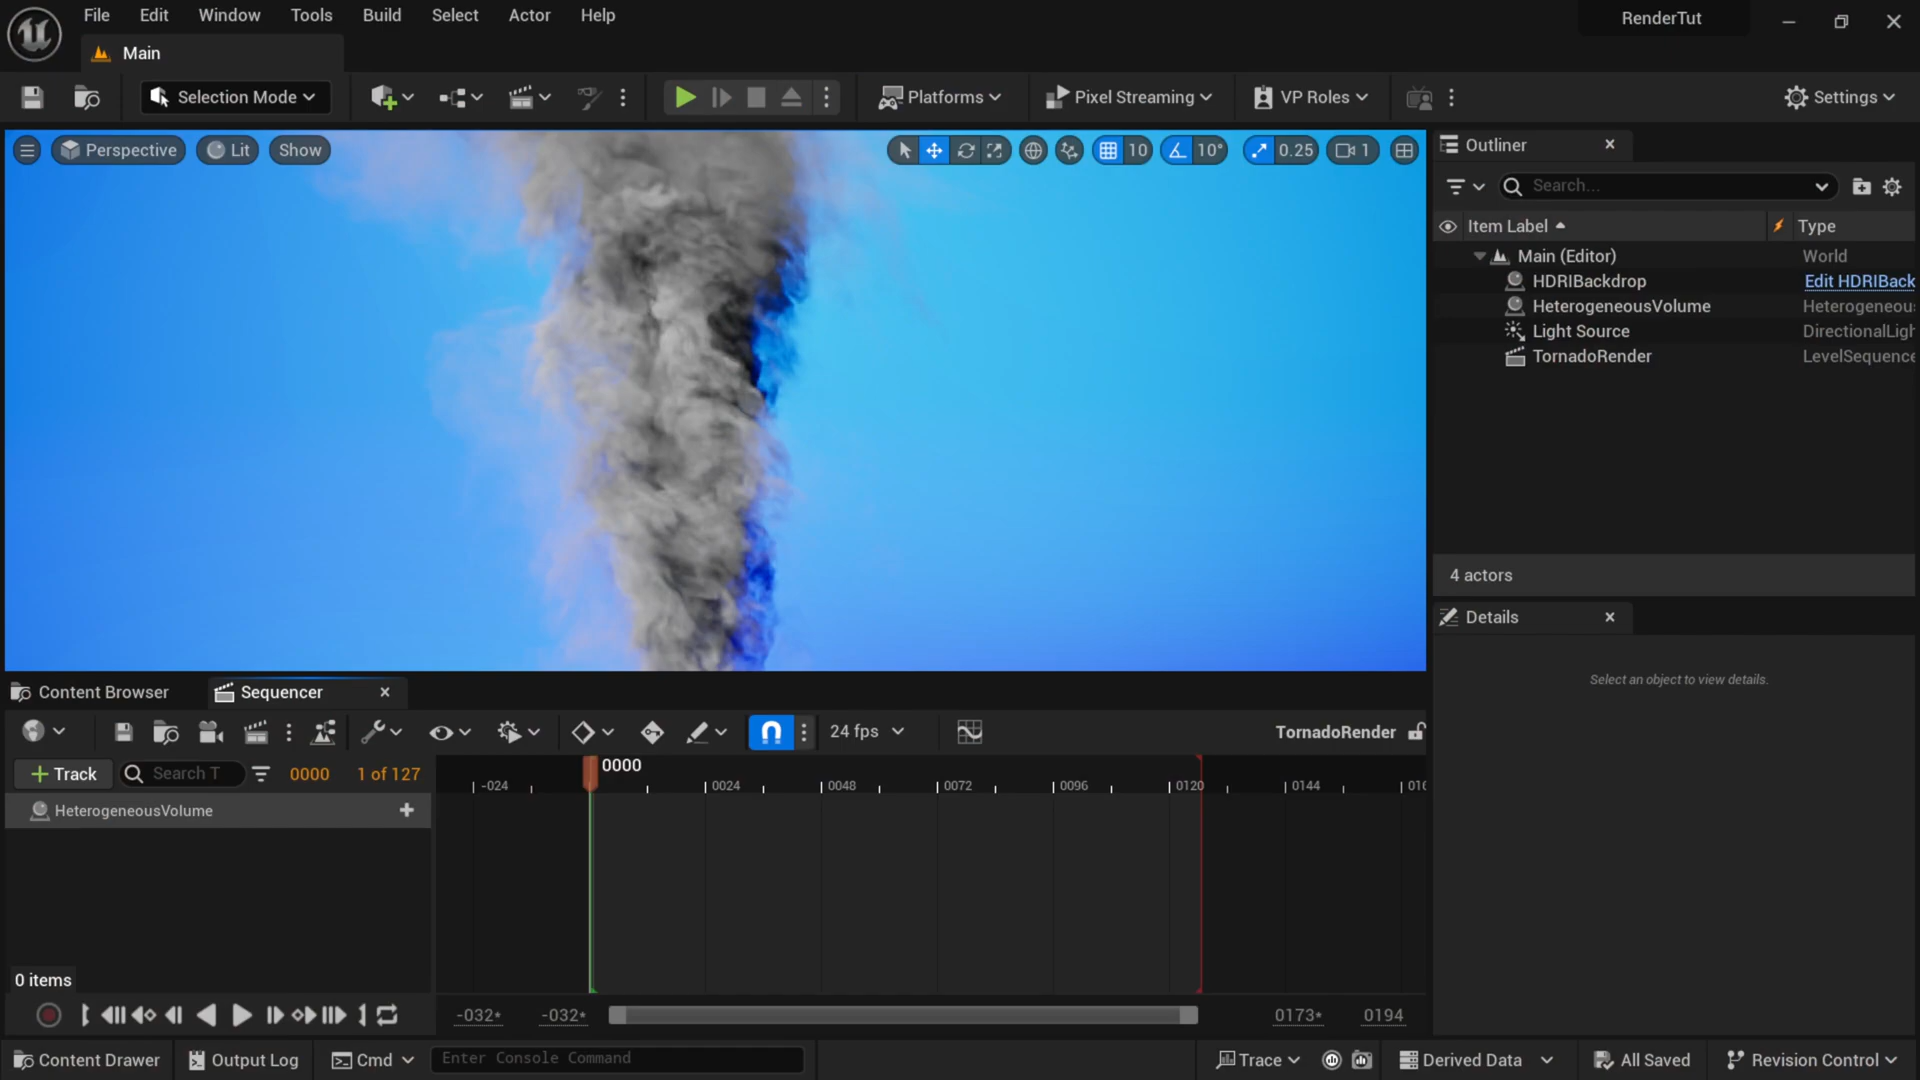 File Edit Window Tools Build Select Actor Help
RenderTut
Main
Selection Mode
Platforms
Pixel Streaming
VP Roles
Settings
Perspective Lit Show
10 10° 0.25 1
Outliner
Search...
Item Label Type
Main (Editor) World
HDRIBackdrop Edit HDRIBack
HeterogeneousVolume Heterogeneou
Light Source DirectionalLigh
TornadoRender LevelSequence
4 actors
Details
Select an object to view details.
Content Browser Sequencer
24 fps
TornadoRender
+ Track Search T 0000 1 of 127
0000
-024 0024 0048 0072 0096 0120 0144 016
HeterogeneousVolume
0 items
-032* -032* 0173* 0194
Content Drawer Output Log Cmd Enter Console Command Trace Derived Data All Saved Revision Control